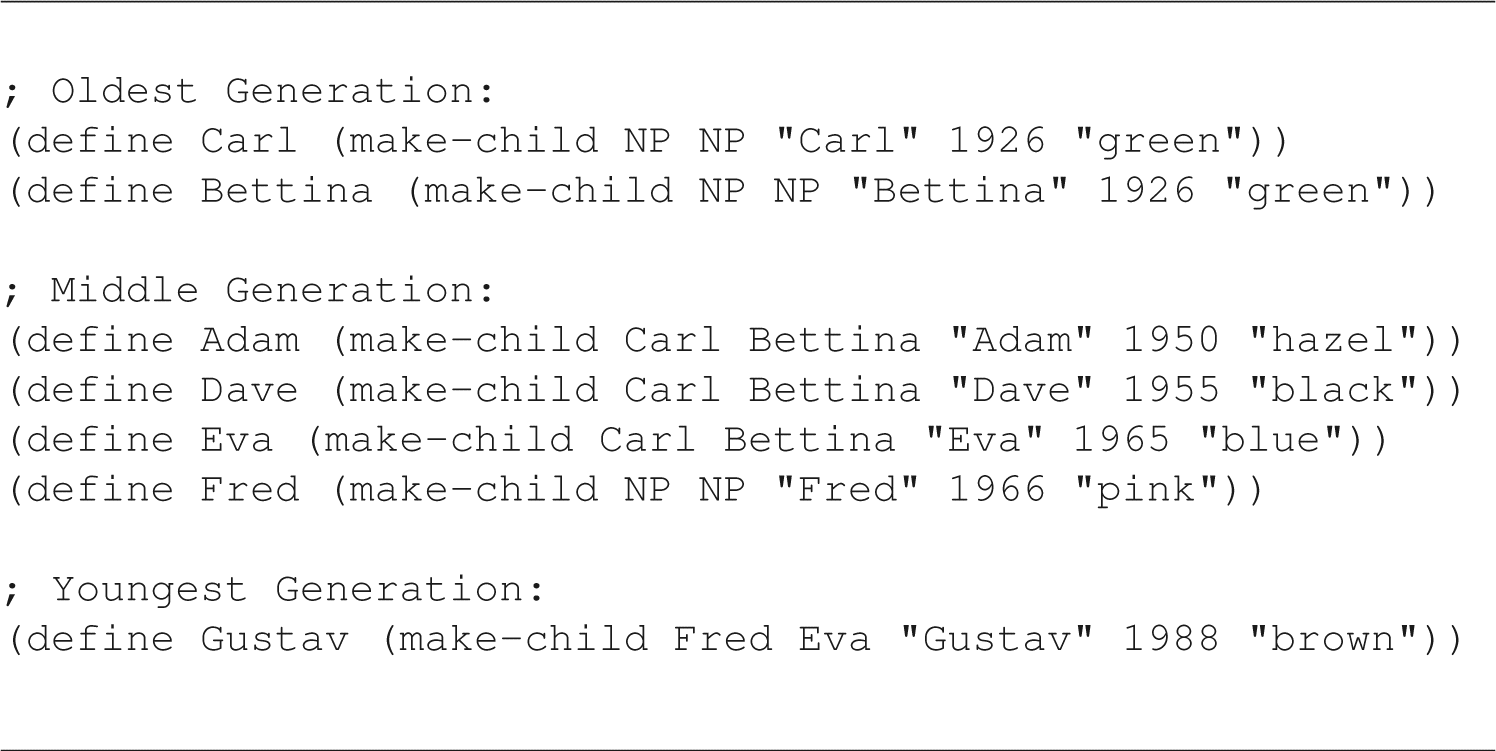 ; Oldest Generation:
(define Carl (make-child NP NP "Carl" 1926 "green"))
(define Bettina (make-child NP NP "Bettina" 1926 "green"))
; Middle Generation:
(define Adam (make-child Carl Bettina "Adam" 1950 "hazel"))
(define Dave (make-child Carl Bettina "Dave" 1955 "black"))
(define Eva (make-child Carl Bettina "Eva" 1965 "blue"))
(define Fred (make-child NP NP "Fred" 1966 "pink"))
; Youngest Generation:
(define Gustav (make-child Fred Eva "Gustav" 1988 "brown"))